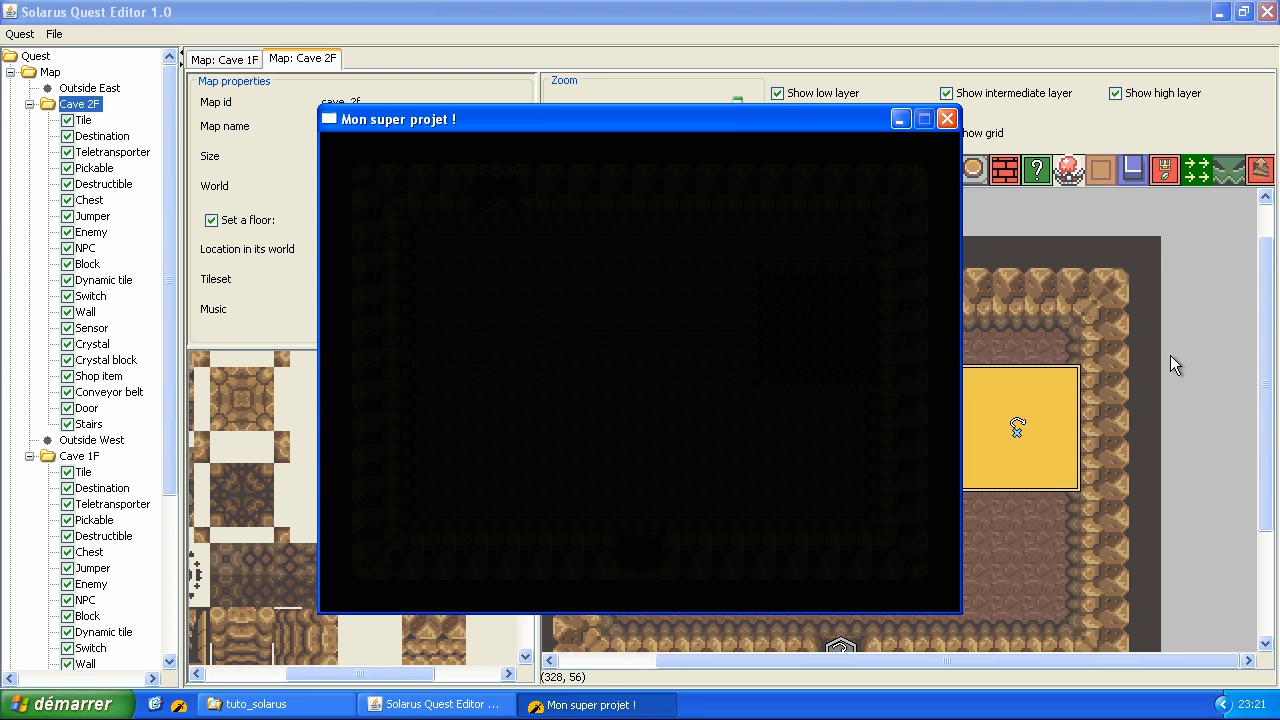 Solarus Quest Editor 1.0
Quest File
Quest
Map
Outside East
Cave 2F
Tile
Destination
Teletransporter
Pickable
Destructible
Chest
Jumper
Enemy
NPC
Block
Dynamic tile
Switch
Wall
Sensor
Crystal
Crystal block
Shop item
Conveyor belt
Door
Stairs
Outside West
Cave 1F
Tile
Destination
Teletransporter
Pickable
Destructible
Chest
Jumper
Enemy
NPC
Block
Dynamic tile
Switch
Wall
Map: Cave 1F Map: Cave 2F
Map properties
Map id
Map name
Size
World
Set a floor:
Location in its world
Tileset
Music
Zoom
Show low layer Show intermediate layer Show high layer
Mon super projet !
(328, 56)
démarrer tuto_solarus Solarus Quest Editor ... Mon super projet ! 23:21